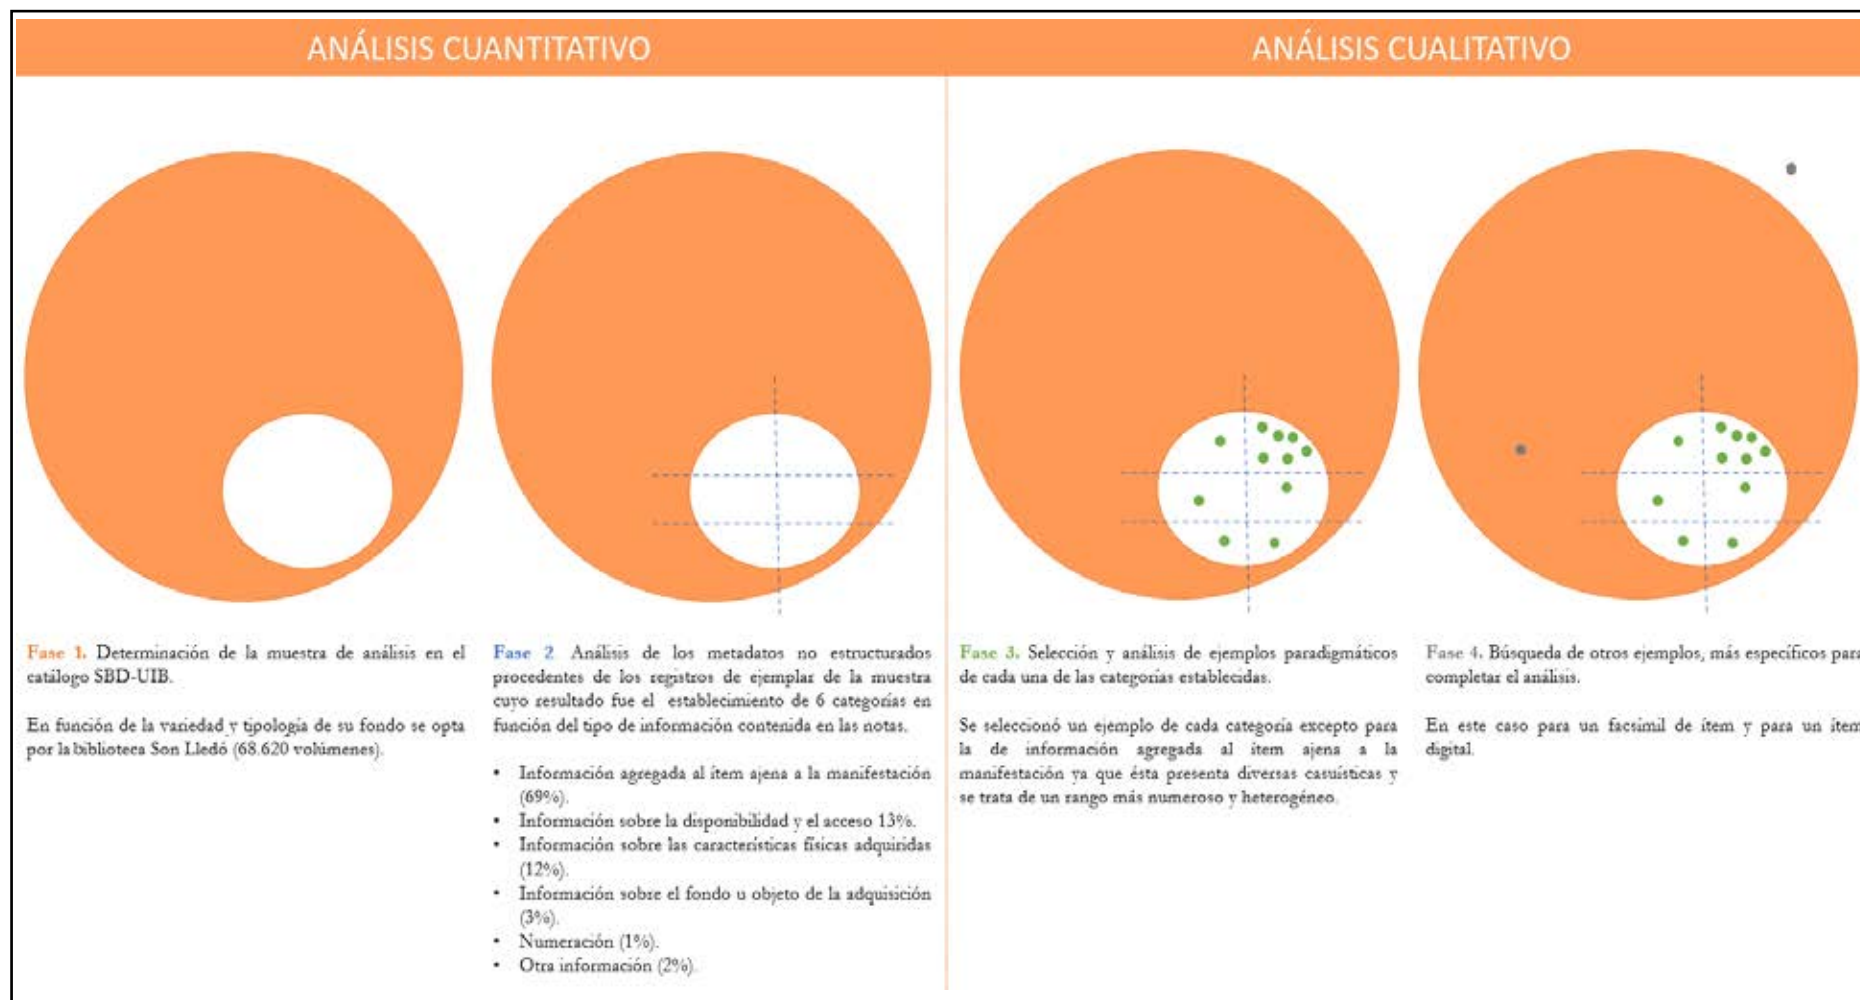 ANÁLISIS CUANTITATIVO
ANÁLISIS CUALITATIVO
Fase 1. Determinación de la muestra de análisis en el
catálogo SBD-UIB.
En función de la variedad y tipología de su fondo se opta
por la biblioteca Son Lledó (68.620 volúmenes).
Fase 2 Análisis de los metadatos no estructurados
procedentes de los registros de ejemplar de la muestra
cuyo resultado fue el establecimiento de 6 categorías en
función del tipo de información contenida en las notas.
• Información agregada al ítem ajena a la manifestación
(69%).
• Información sobre la disponibilidad y el acceso 13%.
• Información sobre las características físicas adquiridas
(12%).
• Información sobre el fondo u objeto de la adquisición
(3%).
• Numeración (1%).
• Otra información (2%).
Fase 3. Selección y análisis de ejemplos paradigmáticos
de cada una de las categorías establecidas.
Se seleccionó un ejemplo de cada categoría excepto para
la de información agregada al ítem ajena a la
manifestación ya que ésta presenta diversas casuísticas y
se trata de un rango más numeroso y heterogéneo.
Fase 4. Búsqueda de otros ejemplos, más específicos para
completar el análisis.
En este caso para un facsímil de ítem y para un ítem
digital.